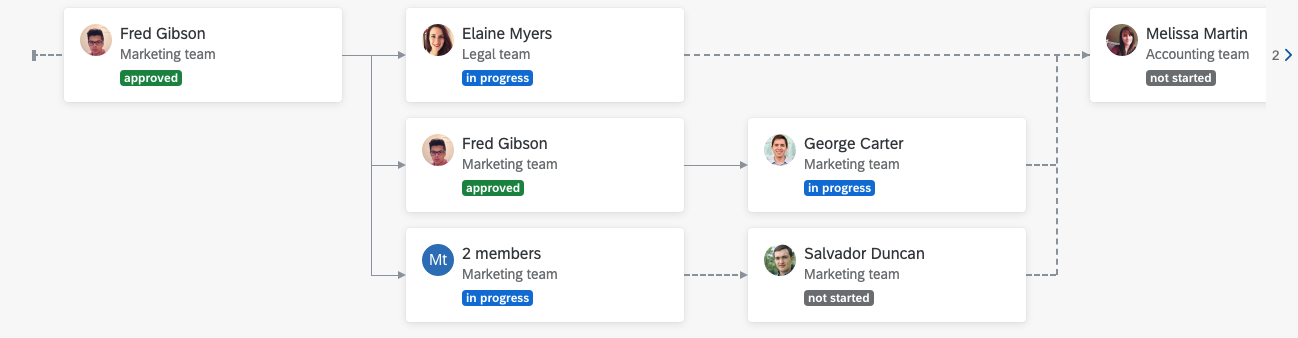 Fred Gibson
Marketing team
approved
Elaine Myers
Legal team
in progress
Melissa Martin
Accounting team
not started
2
Fred Gibson
Marketing team
approved
George Carter
Marketing team
in progress
Mt
2 members
Marketing team
in progress
Salvador Duncan
Marketing team
not started